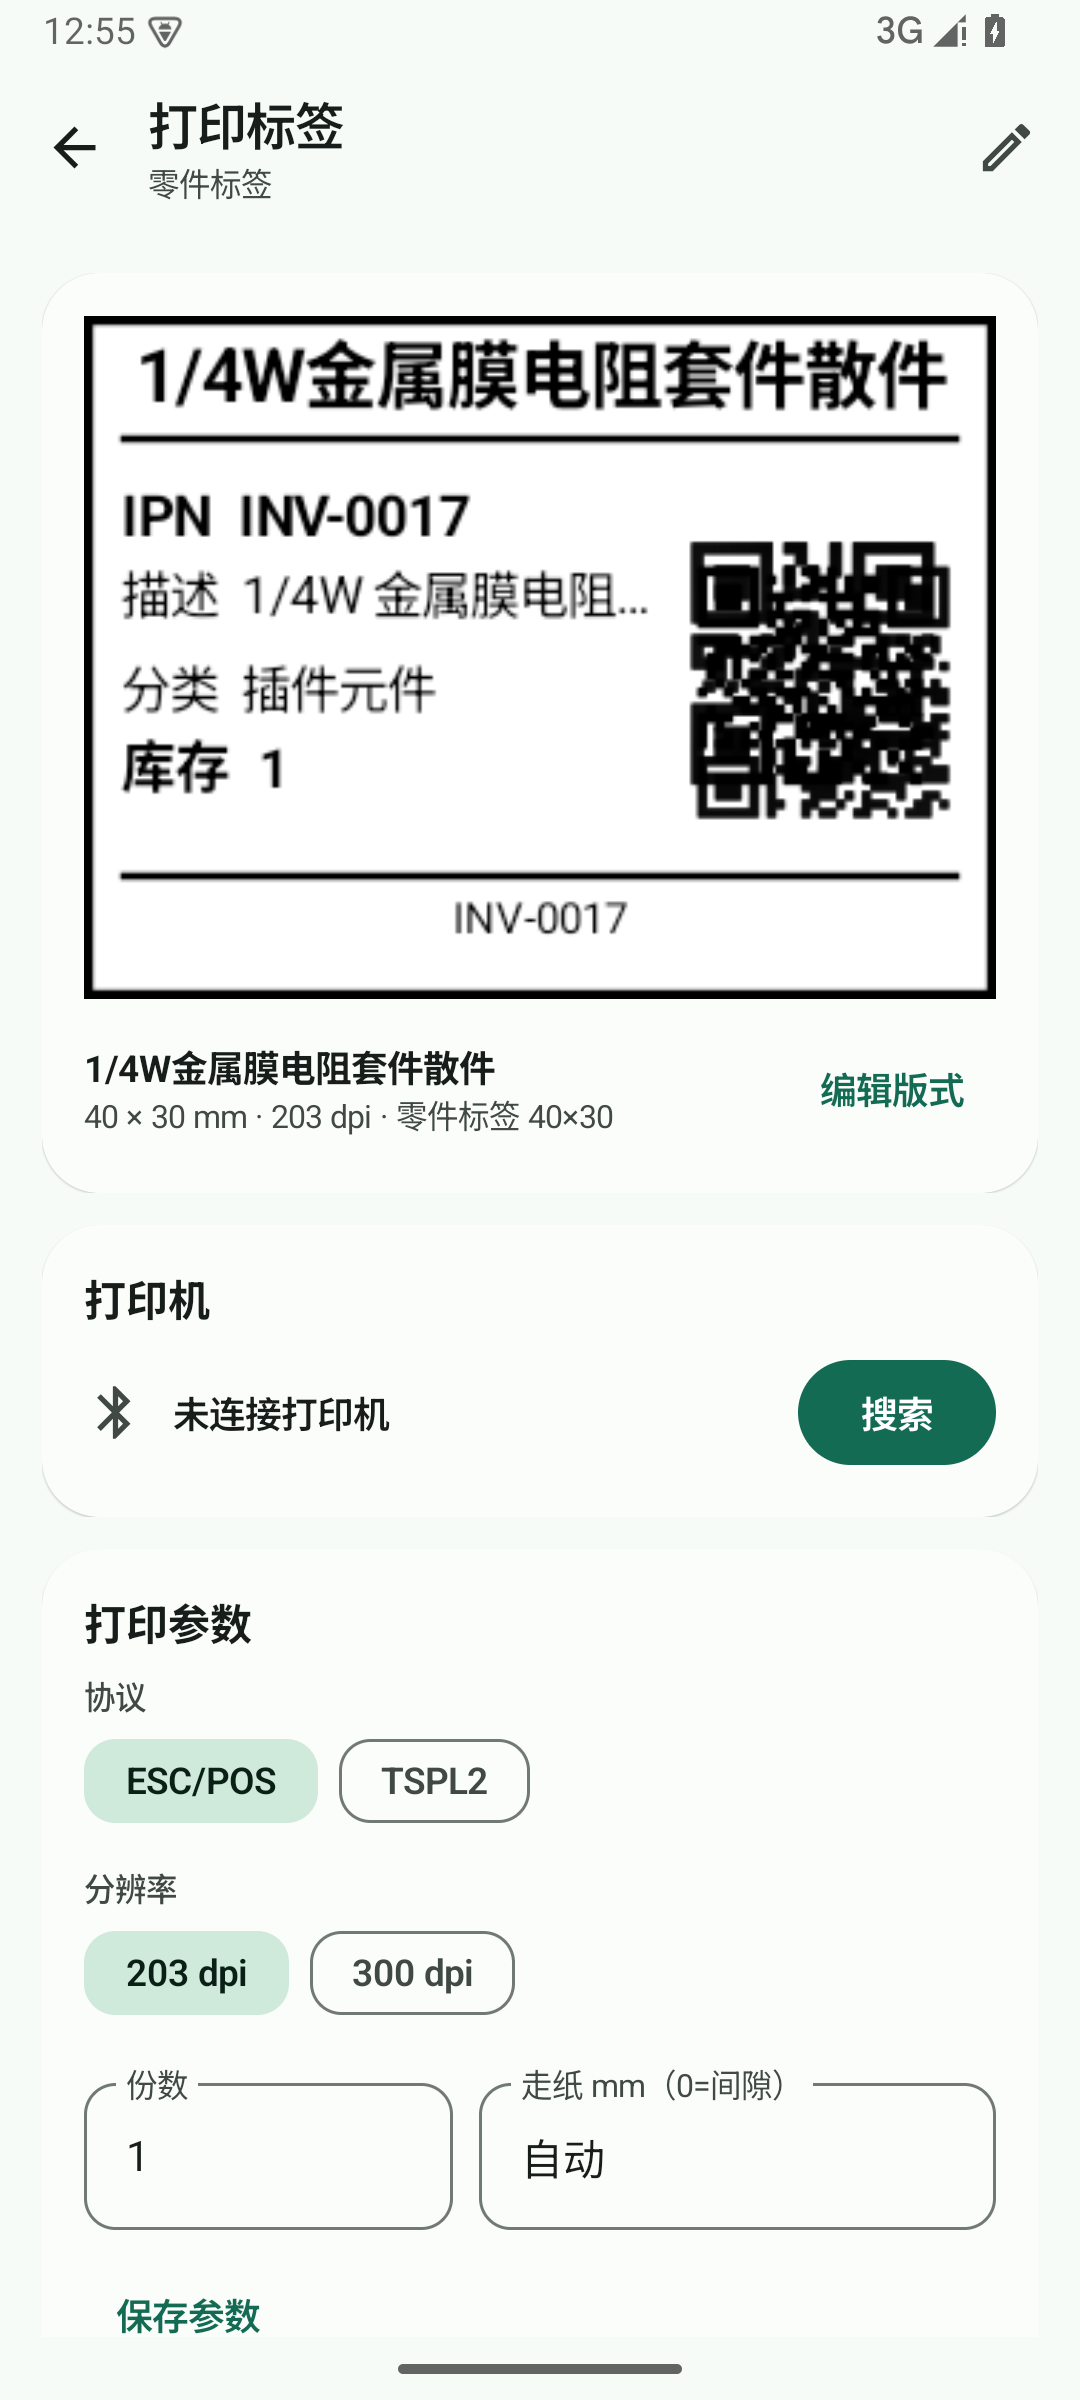 12:55
3G
打印标签
零件标签
1/4W金属膜电阻套件散件
IPN INV-0017
描述 1/4W 金属膜电阻...
分类 插件元件
库存 1
INV-0017
1/4W金属膜电阻套件散件
40 × 30 mm · 203 dpi · 零件标签 40×30
编辑版式
打印机
未连接打印机
搜索
打印参数
协议
ESC/POS
TSPL2
分辨率
203 dpi
300 dpi
份数
1
走纸 mm（0=间隙）
自动
保存参数